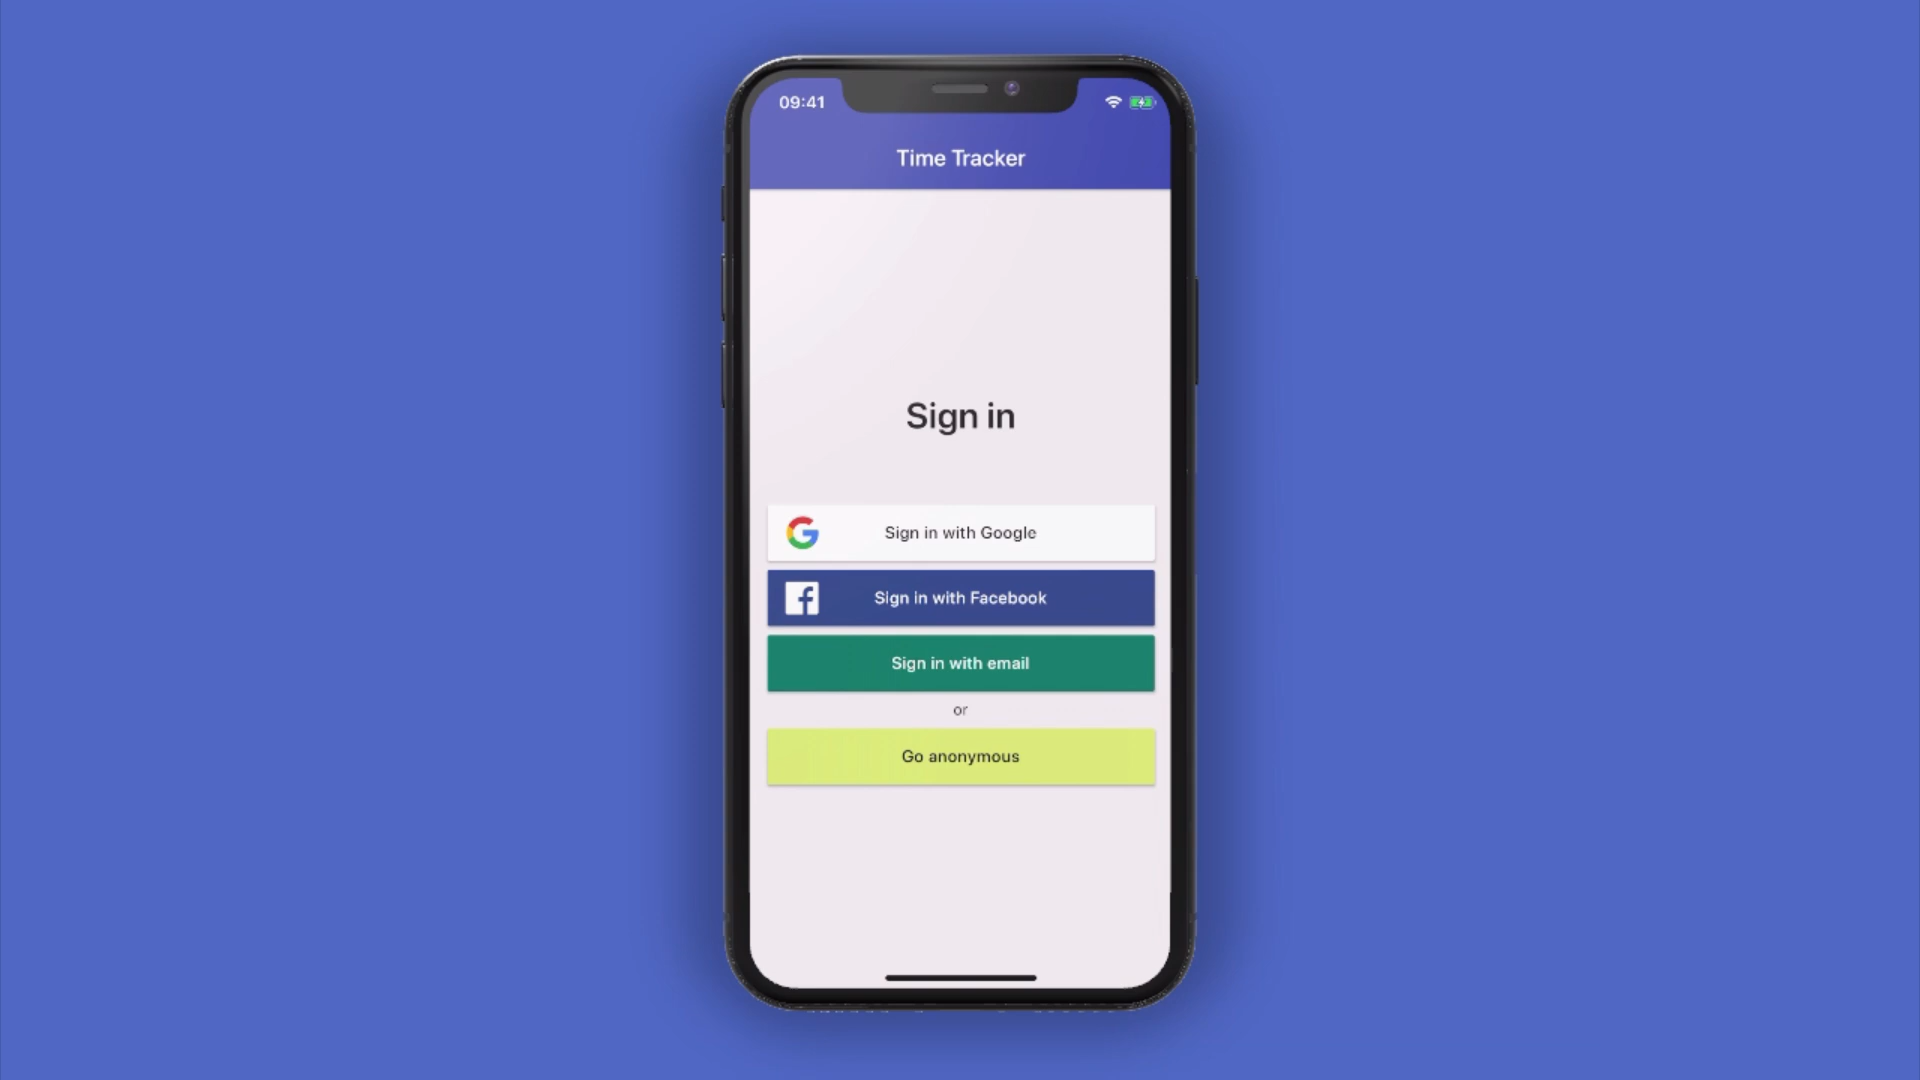 09:41
Time Tracker
Sign in
Sign in with Google
Sign in with Facebook
Sign in with email
or
Go anonymous